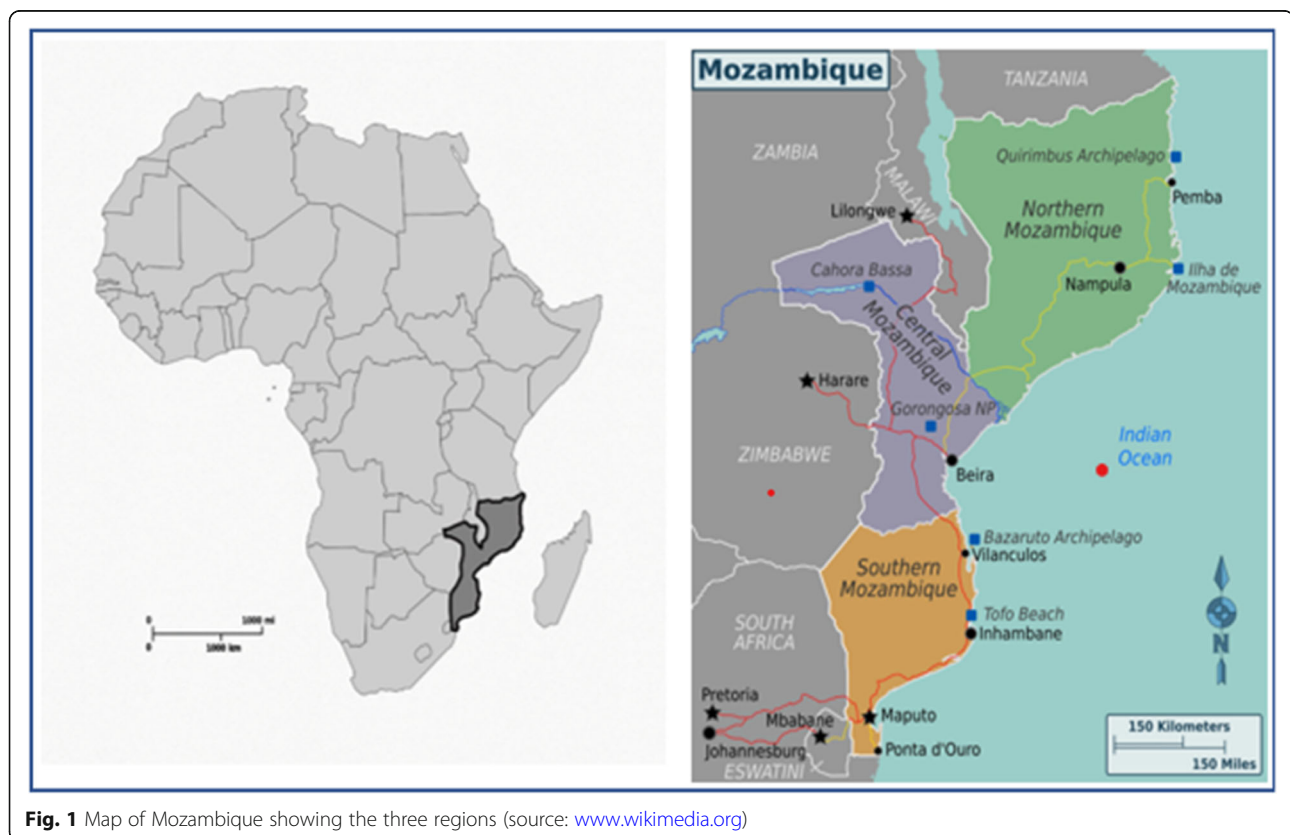 0
1000 mi
0
1000 km
Mozambique
TANZANIA
ZAMBIA
MALAWI
Quirimbus Archipelago
Pemba
Lilongwe
Northern
Mozambique
Cahora Bassa
Nampula
Ilha de
Mozambique
Central
Mozambique
Harare
Gorongosa NP
ZIMBABWE
Beira
Indian
Ocean
Bazaruto Archipelago
Vilanculos
Southern
Mozambique
SOUTH
AFRICA
Tofo Beach
Inhambane
N
Pretoria
Mbabane
Maputo
Johannesburg
Ponta d'Ouro
ESWATINI
150 Kilometers
150 Miles
Fig. 1 Map of Mozambique showing the three regions (source: www.wikimedia.org)